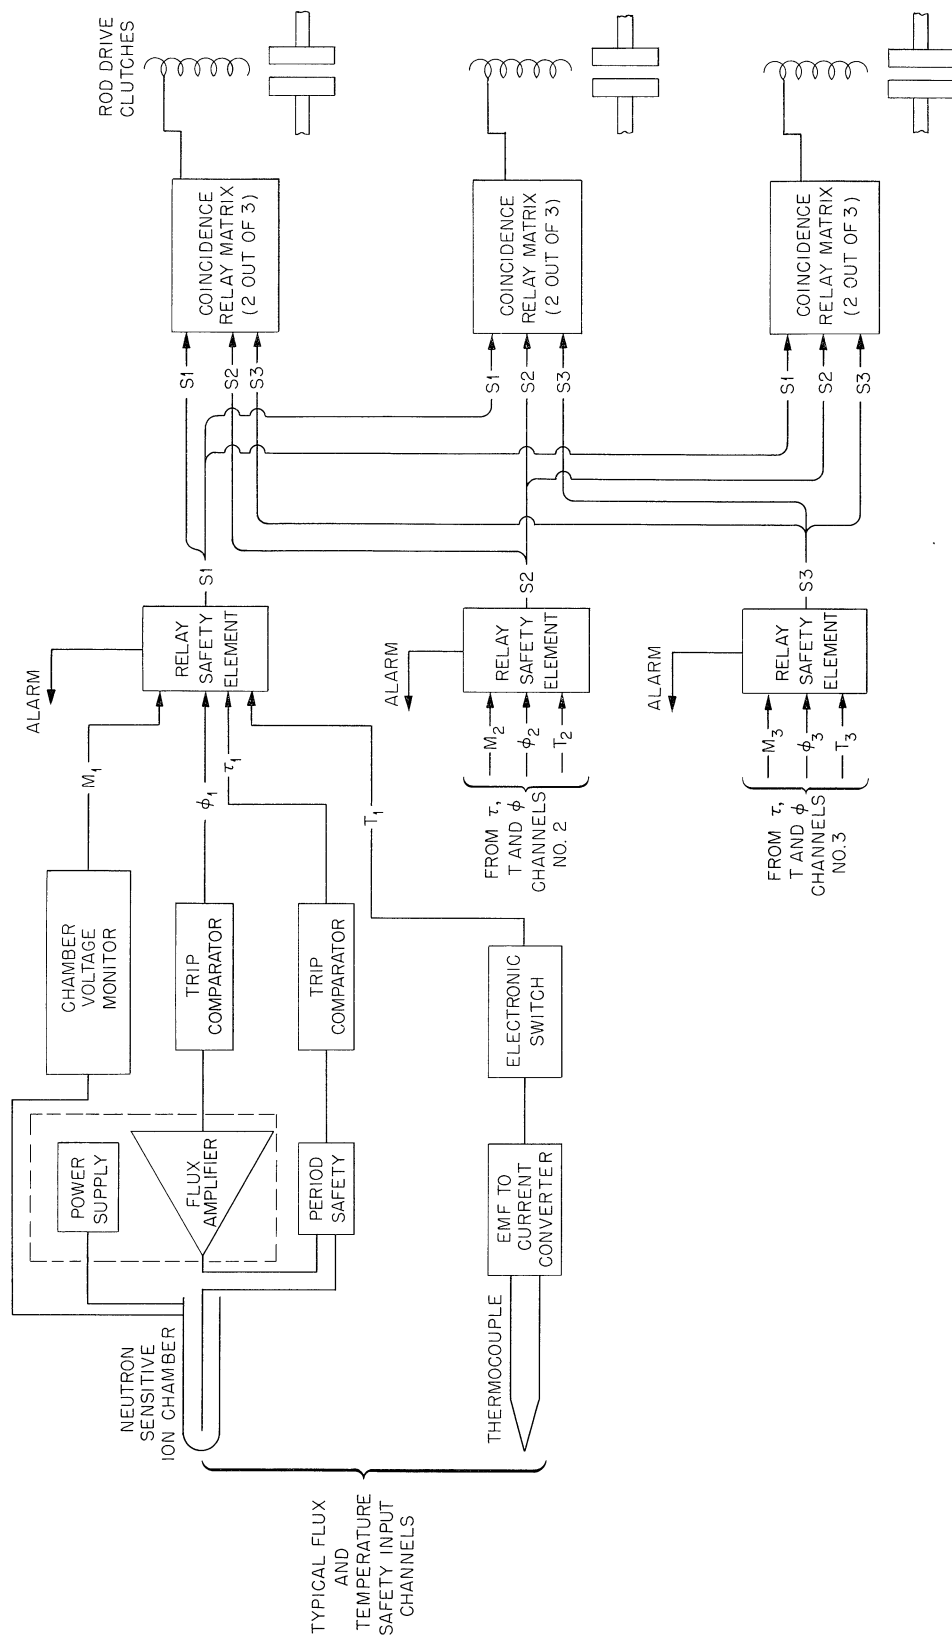 ROD DRIVE
CLUTCHES
COINCIDENCE
RELAY MATRIX
(2 OUT OF 3)
COINCIDENCE
RELAY MATRIX
(2 OUT OF 3)
COINCIDENCE
RELAY MATRIX
(2 OUT OF 3)
S1
S2
S3
S1
S2
S3
S1
S2
S3
S1
S2
S3
ALARM
RELAY
SAFETY
ELEMENT
ALARM
RELAY
SAFETY
ELEMENT
ALARM
RELAY
SAFETY
ELEMENT
M₁
ϕ₁
τ₁
T₁
M₂
ϕ₂
T₂
M₃
ϕ₃
T₃
FROM τ,
T AND ϕ
CHANNELS
NO. 2
FROM τ,
T AND ϕ
CHANNELS
NO.3
CHAMBER
VOLTAGE
MONITOR
TRIP
COMPARATOR
TRIP
COMPARATOR
ELECTRONIC
SWITCH
POWER
SUPPLY
FLUX
AMPLIFIER
PERIOD
SAFETY
EMF TO
CURRENT
CONVERTER
NEUTRON
SENSITIVE
ION CHAMBER
THERMOCOUPLE
TYPICAL FLUX
AND
TEMPERATURE
SAFETY INPUT
CHANNELS